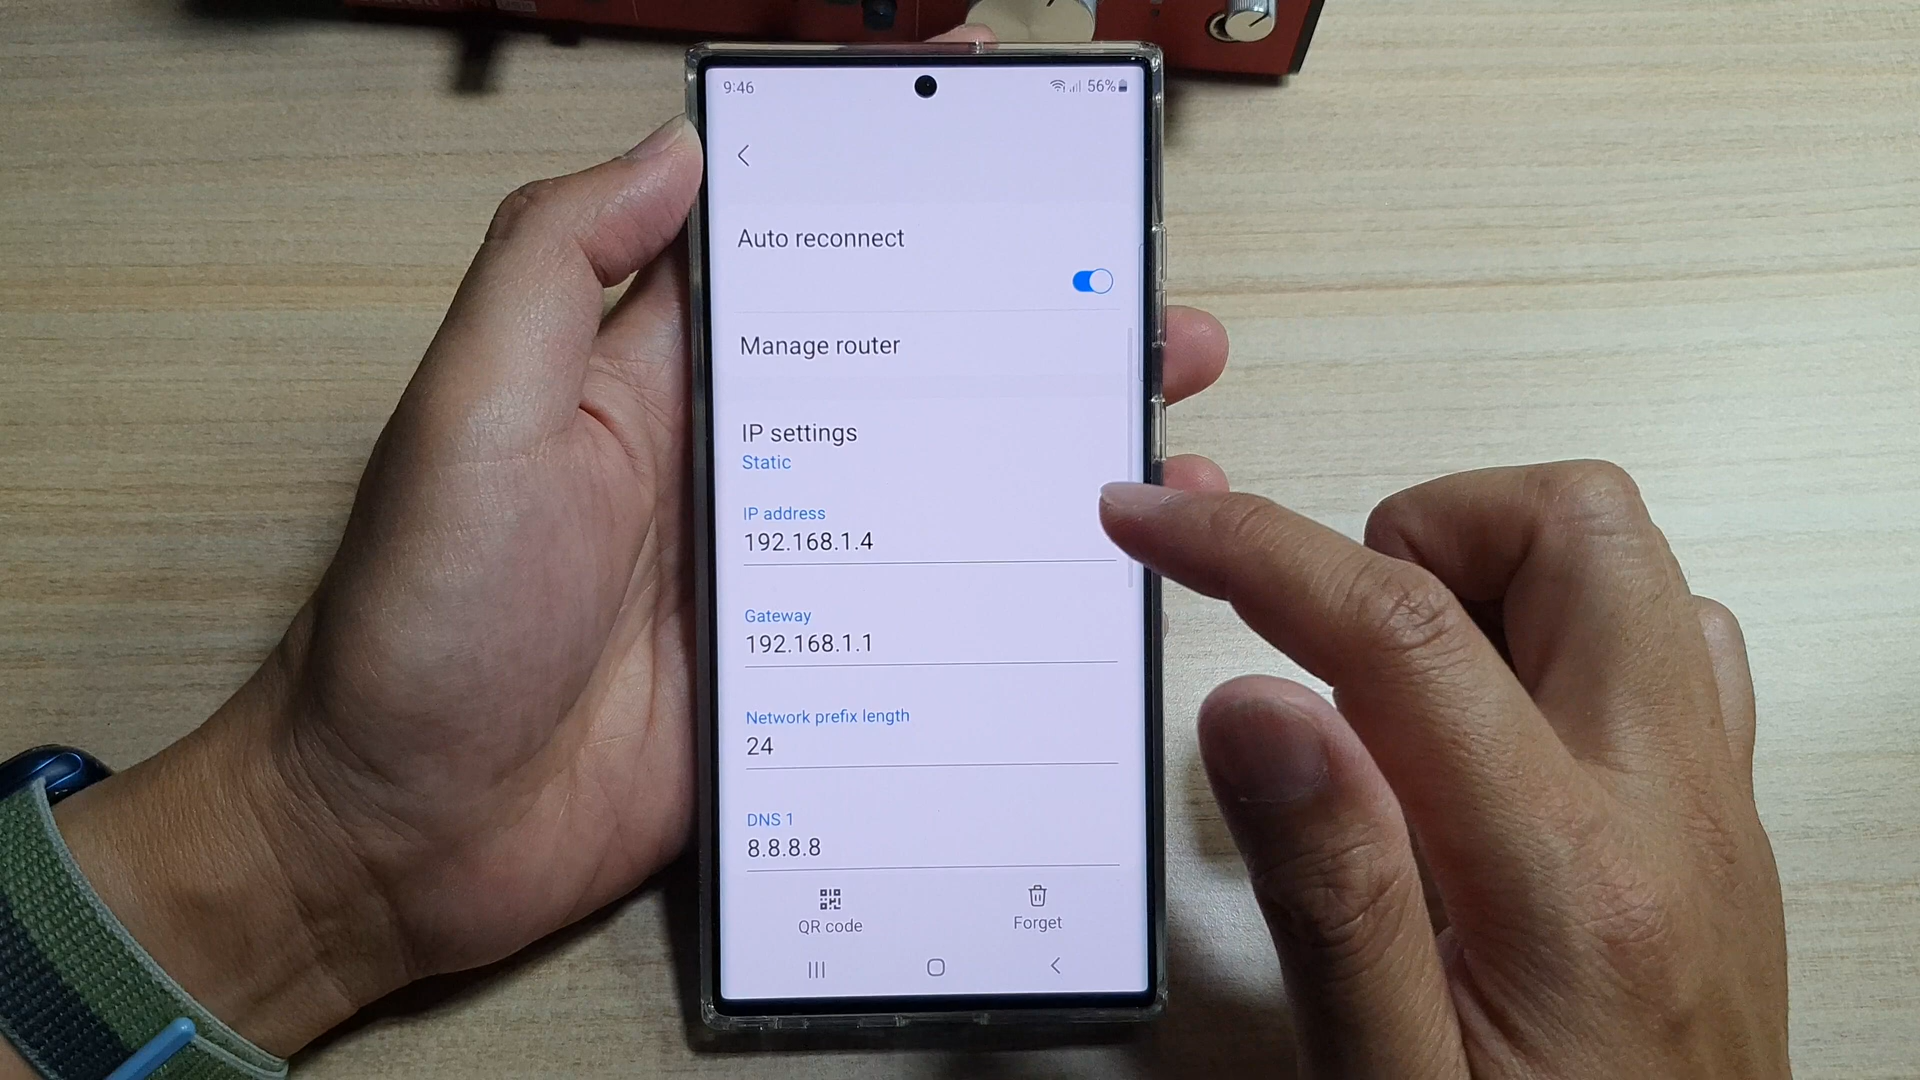 9:46
56%
Auto reconnect
Manage router
IP settings
Static
IP address
192.168.1.4
Gateway
192.168.1.1
Network prefix length
24
DNS 1
8.8.8.8
QR code
Forget